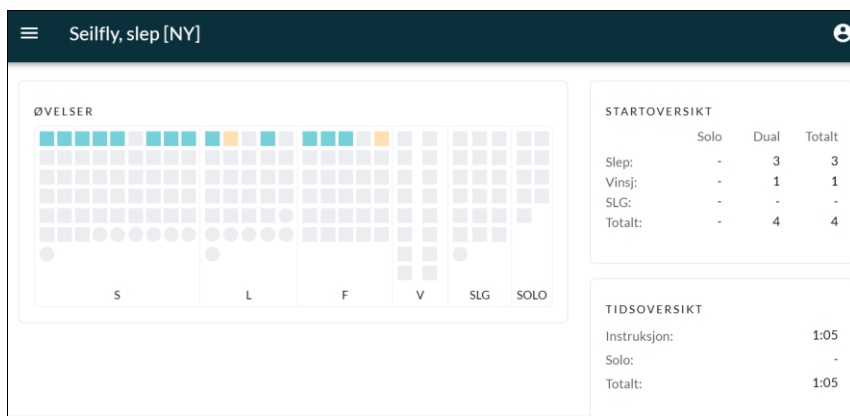 Seilfly, slep [NY]
ØVELSER
S L F V SLG SOLO
STARTOVERSIKT
Solo Dual Totalt
Slep: - 3 3
Vinsj: - 1 1
SLG: - - -
Totalt: - 4 4
TIDSOVERSIKT
Instruksjon: 1:05
Solo: -
Totalt: 1:05